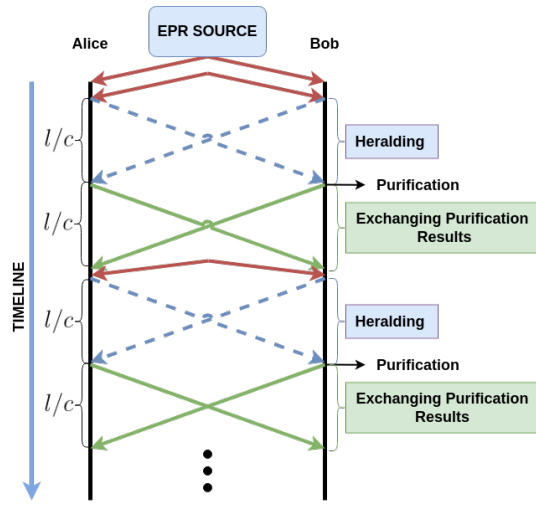 EPR SOURCE
Alice
Bob
l/c
Heralding
Purification
l/c
Exchanging Purification
Results
TIMELINE
l/c
Heralding
Purification
l/c
Exchanging Purification
Results